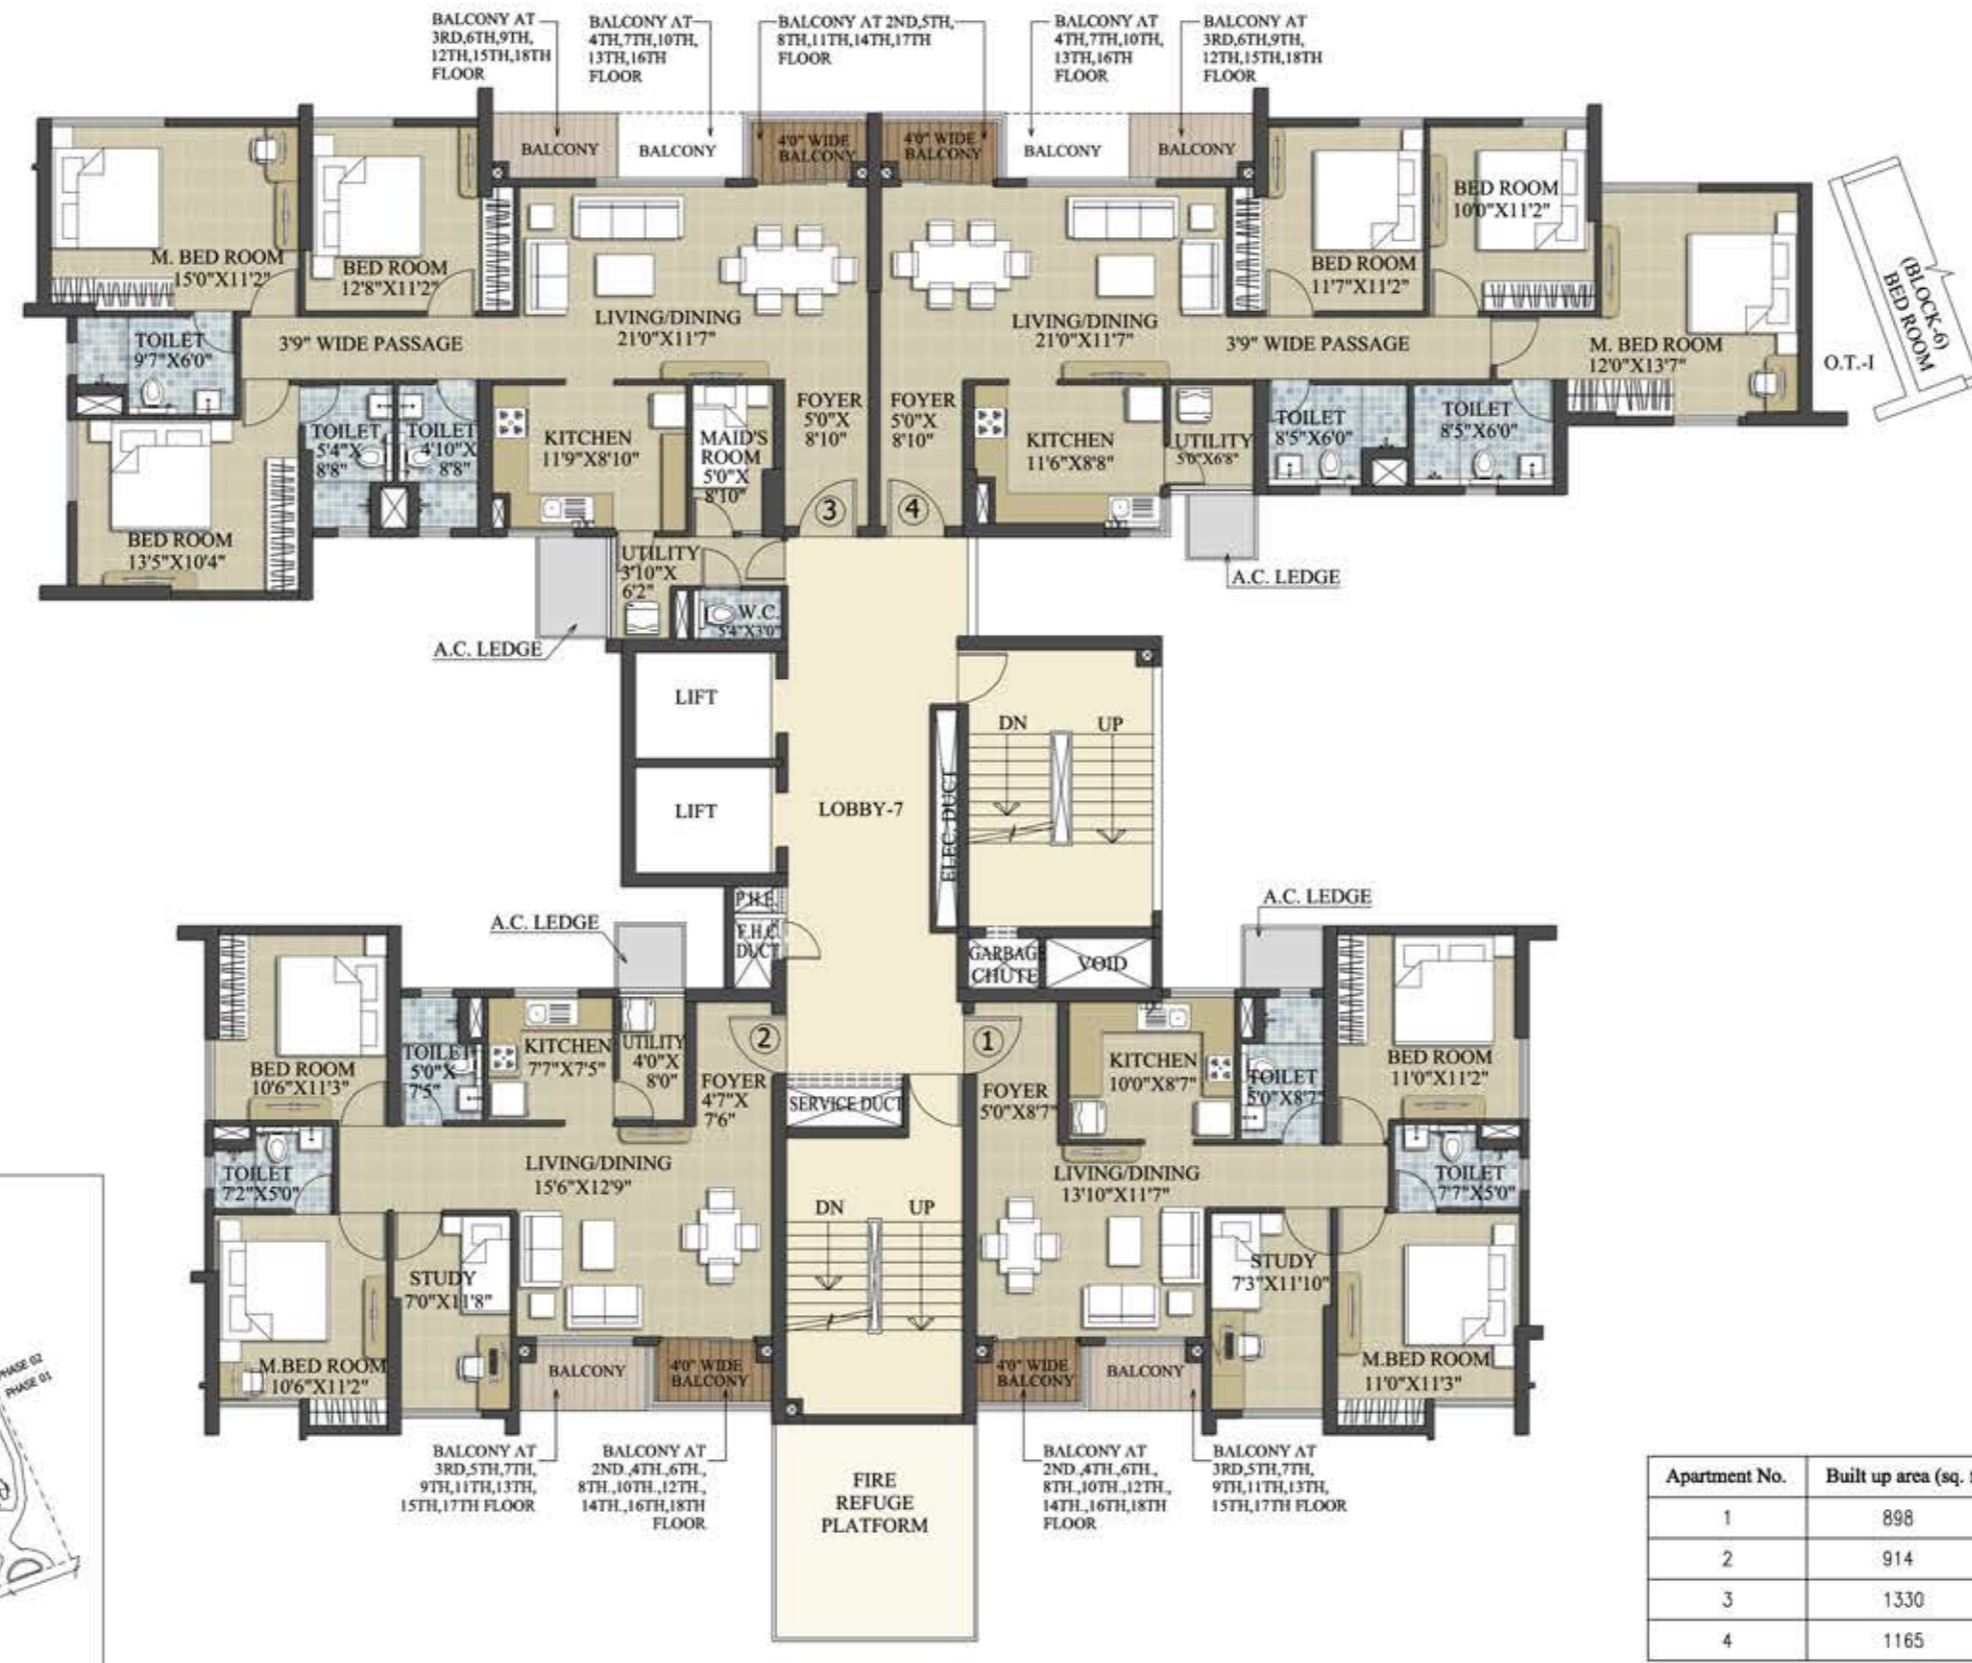 BALCONY AT
3RD,6TH,9TH,
12TH,15TH,18TH
FLOOR
BALCONY AT
4TH,7TH,10TH,
13TH,16TH
FLOOR
BALCONY AT 2ND,5TH,
8TH,11TH,14TH,17TH
FLOOR
BALCONY AT
4TH,7TH,10TH,
13TH,16TH
FLOOR
BALCONY AT
3RD,6TH,9TH,
12TH,15TH,18TH
FLOOR
BALCONY
BALCONY
4'0" WIDE
BALCONY
4'0" WIDE
BALCONY
BALCONY
BALCONY
M. BED ROOM
15'0"X11'2"
BED ROOM
12'8"X11'2"
LIVING/DINING
21'0"X11'7"
LIVING/DINING
21'0"X11'7"
BED ROOM
11'7"X11'2"
BED ROOM
10'0"X11'2"
M. BED ROOM
12'0"X13'7"
O.T.-I
(BLOCK-6)
BED ROOM
TOILET
9'7"X6'0"
3'9" WIDE PASSAGE
3'9" WIDE PASSAGE
TOILET
5'4"X
8'8"
TOILET
4'10"X
8'8"
KITCHEN
11'9"X8'10"
MAID'S
ROOM
5'0"X
8'10"
FOYER
5'0"X
8'10"
3
FOYER
5'0"X
8'10"
4
KITCHEN
11'6"X8'8"
UTILITY
5'0"X6'8"
TOILET
8'5"X6'0"
TOILET
8'5"X6'0"
BED ROOM
13'5"X10'4"
UTILITY
3'10"X
6'2"
W.C.
5'4"X3'0"
A.C. LEDGE
A.C. LEDGE
LIFT
LIFT
LOBBY-7
ELEC. DUCT
DN
UP
P.H.E.
F.H.C
DUCT
GARBAGE
CHUTE
VOID
A.C. LEDGE
A.C. LEDGE
BED ROOM
10'6"X11'3"
TOILET
5'0"X
7'5"
KITCHEN
7'7"X7'5"
UTILITY
4'0"X
8'0"
FOYER
4'7"X
7'6"
2
SERVICE DUCT
1
FOYER
5'0"X8'7"
KITCHEN
10'0"X8'7"
TOILET
5'0"X8'7"
BED ROOM
11'0"X11'2"
TOILET
7'2"X5'0"
LIVING/DINING
15'6"X12'9"
DN
UP
LIVING/DINING
13'10"X11'7"
TOILET
7'7"X5'0"
M.BED ROOM
10'6"X11'2"
STUDY
7'0"X11'8"
BALCONY
4'0" WIDE
BALCONY
4'0" WIDE
BALCONY
BALCONY
STUDY
7'3"X11'10"
M.BED ROOM
11'0"X11'3"
BALCONY AT
3RD,5TH,7TH,
9TH,11TH,13TH,
15TH,17TH FLOOR
BALCONY AT
2ND.,4TH.,6TH.,
8TH.,10TH.,12TH.,
14TH.,16TH,18TH
FLOOR
FIRE
REFUGE
PLATFORM
BALCONY AT
2ND.,4TH.,6TH.,
8TH.,10TH.,12TH.,
14TH.,16TH,18TH
FLOOR
BALCONY AT
3RD,5TH,7TH,
9TH,11TH,13TH,
15TH,17TH FLOOR
PHASE 02
PHASE 01
Apartment No. Built up area (sq.
1 898
2 914
3 1330
4 1165